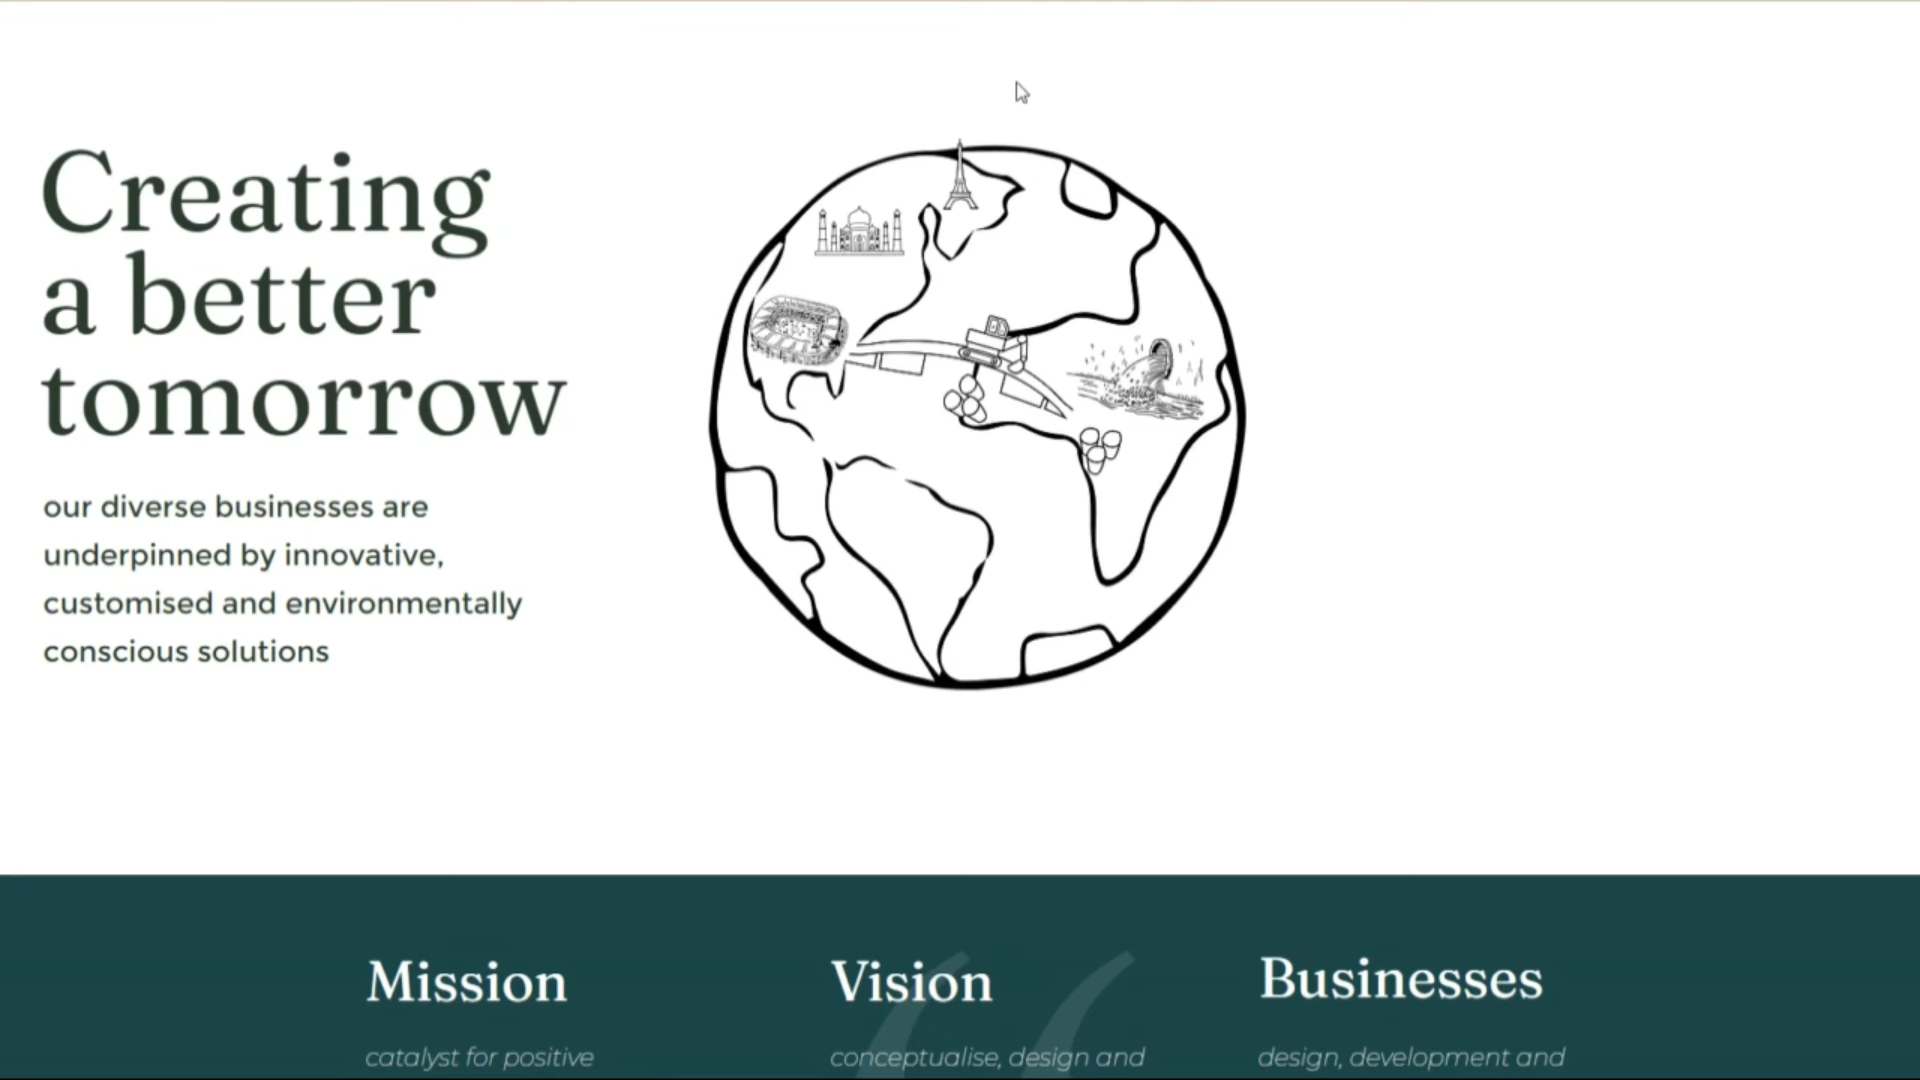 Creating
a better
tomorrow
our diverse businesses are
underpinned by innovative,
customised and environmentally
conscious solutions
Mission
Vision
Businesses
catalyst for positive
conceptualise, design and
design, development and